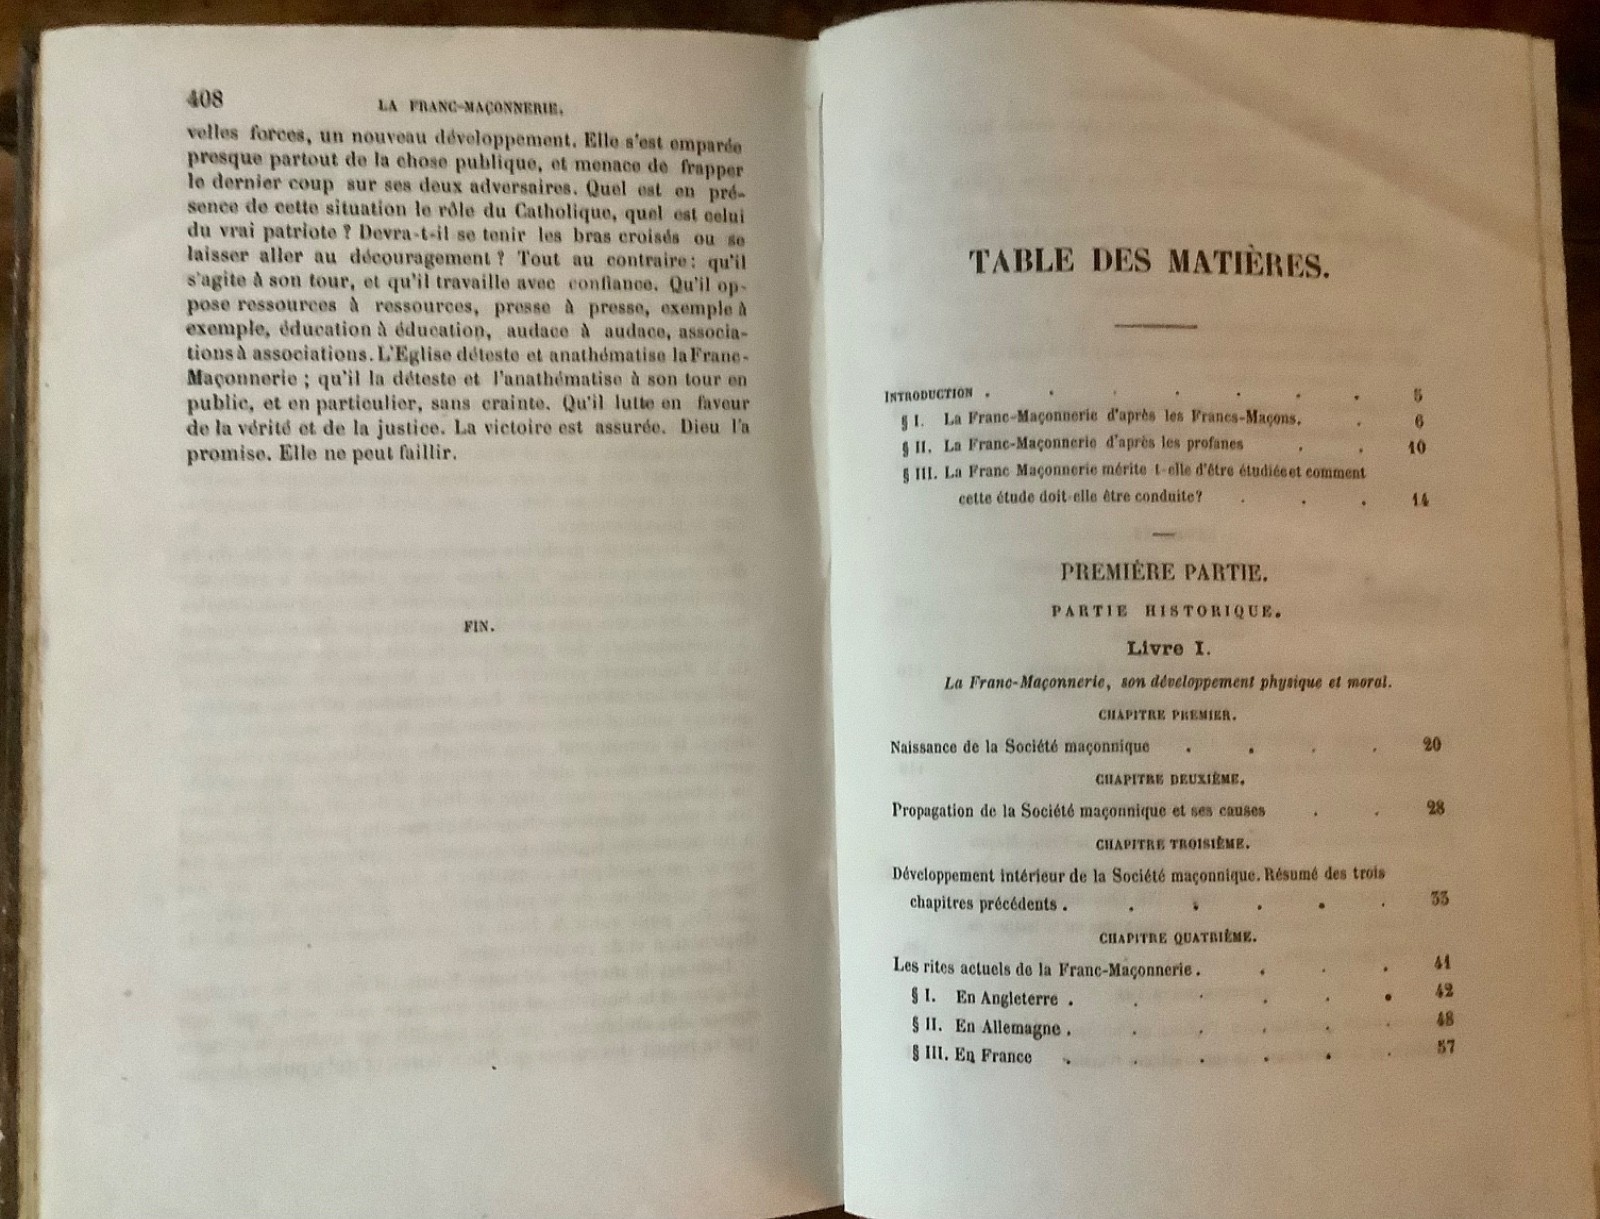 408
LA FRANC-MAÇONNERIE.
velles forces, un nouveau développement. Elle s'est emparée
presque partout de la chose publique, et menace de frapper
le dernier coup sur ses deux adversaires. Quel est en pré-
sence de cette situation le rôle du Catholique, quel est celui
du vrai patriote ? Devra-t-il se tenir les bras croisés ou se
laisser aller au découragement ? Tout au contraire : qu'il
s'agite à son tour, et qu'il travaille avec confiance. Qu'il op-
pose ressources à ressources, presse à presse, exemple à
exemple, éducation à éducation, audace à audace, associa-
tions à associations. L'Eglise déteste et anathématise la Franc-
Maçonnerie ; qu'il la déteste et l'anathématise à son tour en
public, et en particulier, sans crainte. Qu'il lutte en faveur
de la vérité et de la justice. La victoire est assurée. Dieu l'a
promise. Elle ne peut faillir.
FIN.
TABLE DES MATIÈRES.
INTRODUCTION . . . . . . . 5
§ I. La Franc-Maçonnerie d'après les Francs-Maçons. . 6
§ II. La Franc-Maçonnerie d'après les profanes . . 10
§ III. La Franc Maçonnerie mérite t-elle d'être étudiée et comment
cette étude doit-elle être conduite ? . . . 14
PREMIÈRE PARTIE.
PARTIE HISTORIQUE.
Livre I.
La Franc-Maçonnerie, son développement physique et moral.
CHAPITRE PREMIER.
Naissance de la Société maçonnique . . . . 20
CHAPITRE DEUXIÈME.
Propagation de la Société maçonnique et ses causes . . 28
CHAPITRE TROISIÈME.
Développement intérieur de la Société maçonnique. Résumé des trois
chapitres précédents . . . . . . 33
CHAPITRE QUATRIÈME.
Les rites actuels de la Franc-Maçonnerie . . . . 41
§ I. En Angleterre . . . . . . 42
§ II. En Allemagne . . . . . . 48
§ III. En France . . . . . . 57